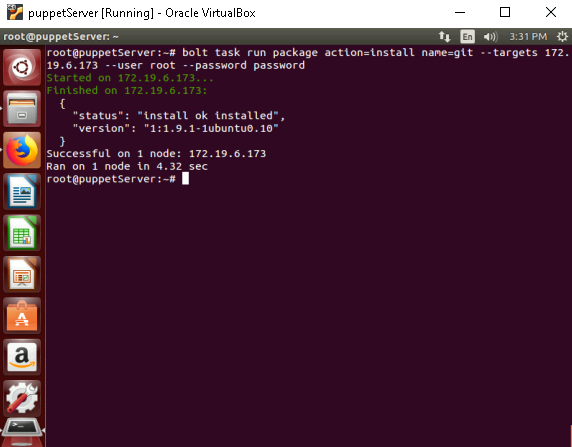 puppetServer [Running] - Oracle VirtualBox
root@puppetServer: ~
En
3:31 PM
root@puppetServer:~# bolt task run package action=install name=git --targets 172.
19.6.173 --user root --password password
Started on 172.19.6.173...
Finished on 172.19.6.173:
{
"status": "install ok installed",
"version": "1:1.9.1-1ubuntu0.10"
}
Successful on 1 node: 172.19.6.173
Ran on 1 node in 4.32 sec
root@puppetServer:~#